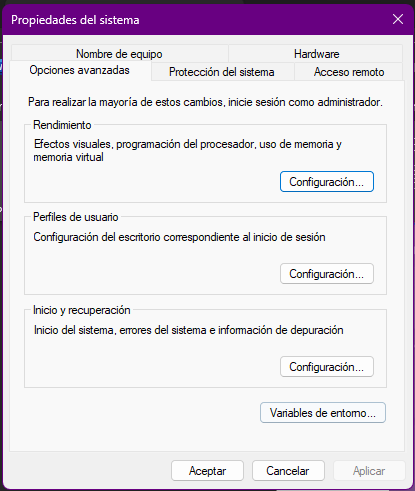 Propiedades del sistema
Nombre de equipo
Hardware
Opciones avanzadas
Protección del sistema
Acceso remoto
Para realizar la mayoría de estos cambios, inicie sesión como administrador.
Rendimiento
Efectos visuales, programación del procesador, uso de memoria y
memoria virtual
Configuración...
Perfiles de usuario
Configuración del escritorio correspondiente al inicio de sesión
Configuración...
Inicio y recuperación
Inicio del sistema, errores del sistema e información de depuración
Configuración...
Variables de entorno...
Aceptar
Cancelar
Aplicar